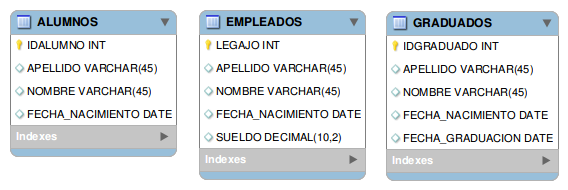 ALUMNOS
IDALUMNO INT
APELLIDO VARCHAR(45)
NOMBRE VARCHAR(45)
FECHA_NACIMIENTO DATE
Indexes
EMPLEADOS
LEGAJO INT
APELLIDO VARCHAR(45)
NOMBRE VARCHAR(45)
FECHA_NACIMIENTO DATE
SUELDO DECIMAL(10,2)
Indexes
GRADUADOS
IDGRADUADO INT
APELLIDO VARCHAR(45)
NOMBRE VARCHAR(45)
FECHA_NACIMIENTO DATE
FECHA_GRADUACION DATE
Indexes